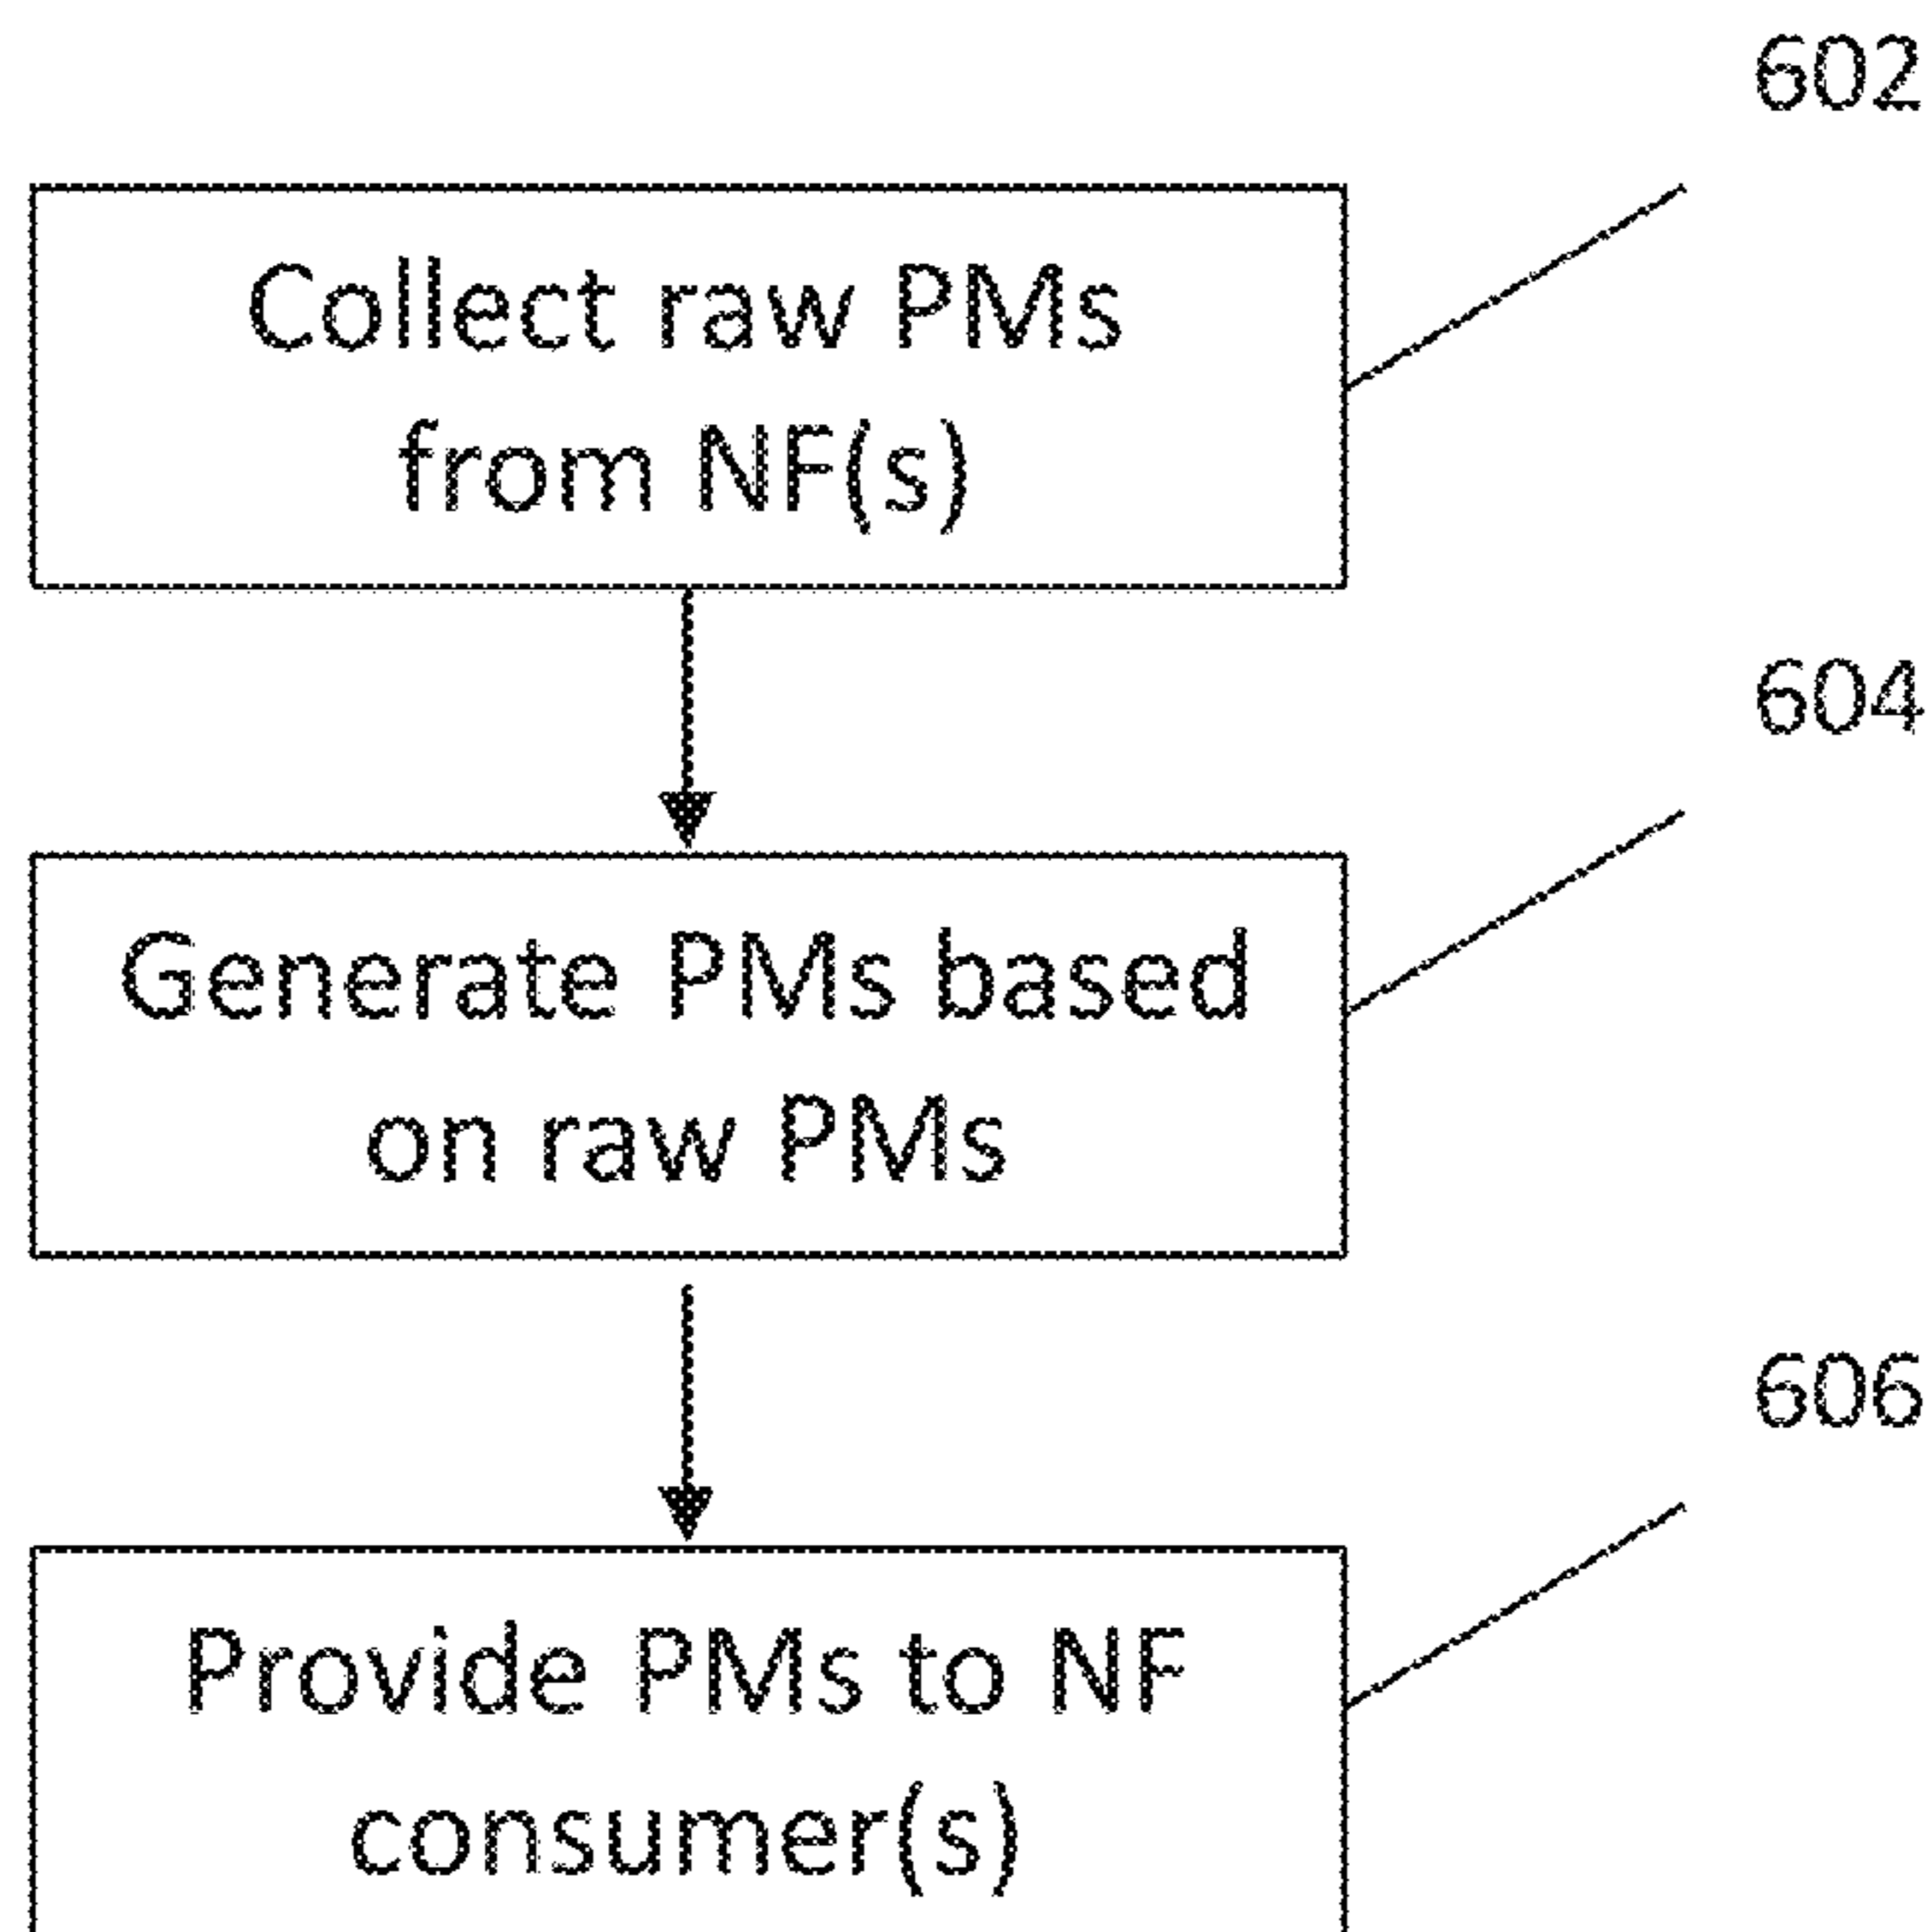 602
Collect raw PMs
from NF(s)
604
Generate PMs based
on raw PMs
606
Provide PMs to NF
consumer(s)